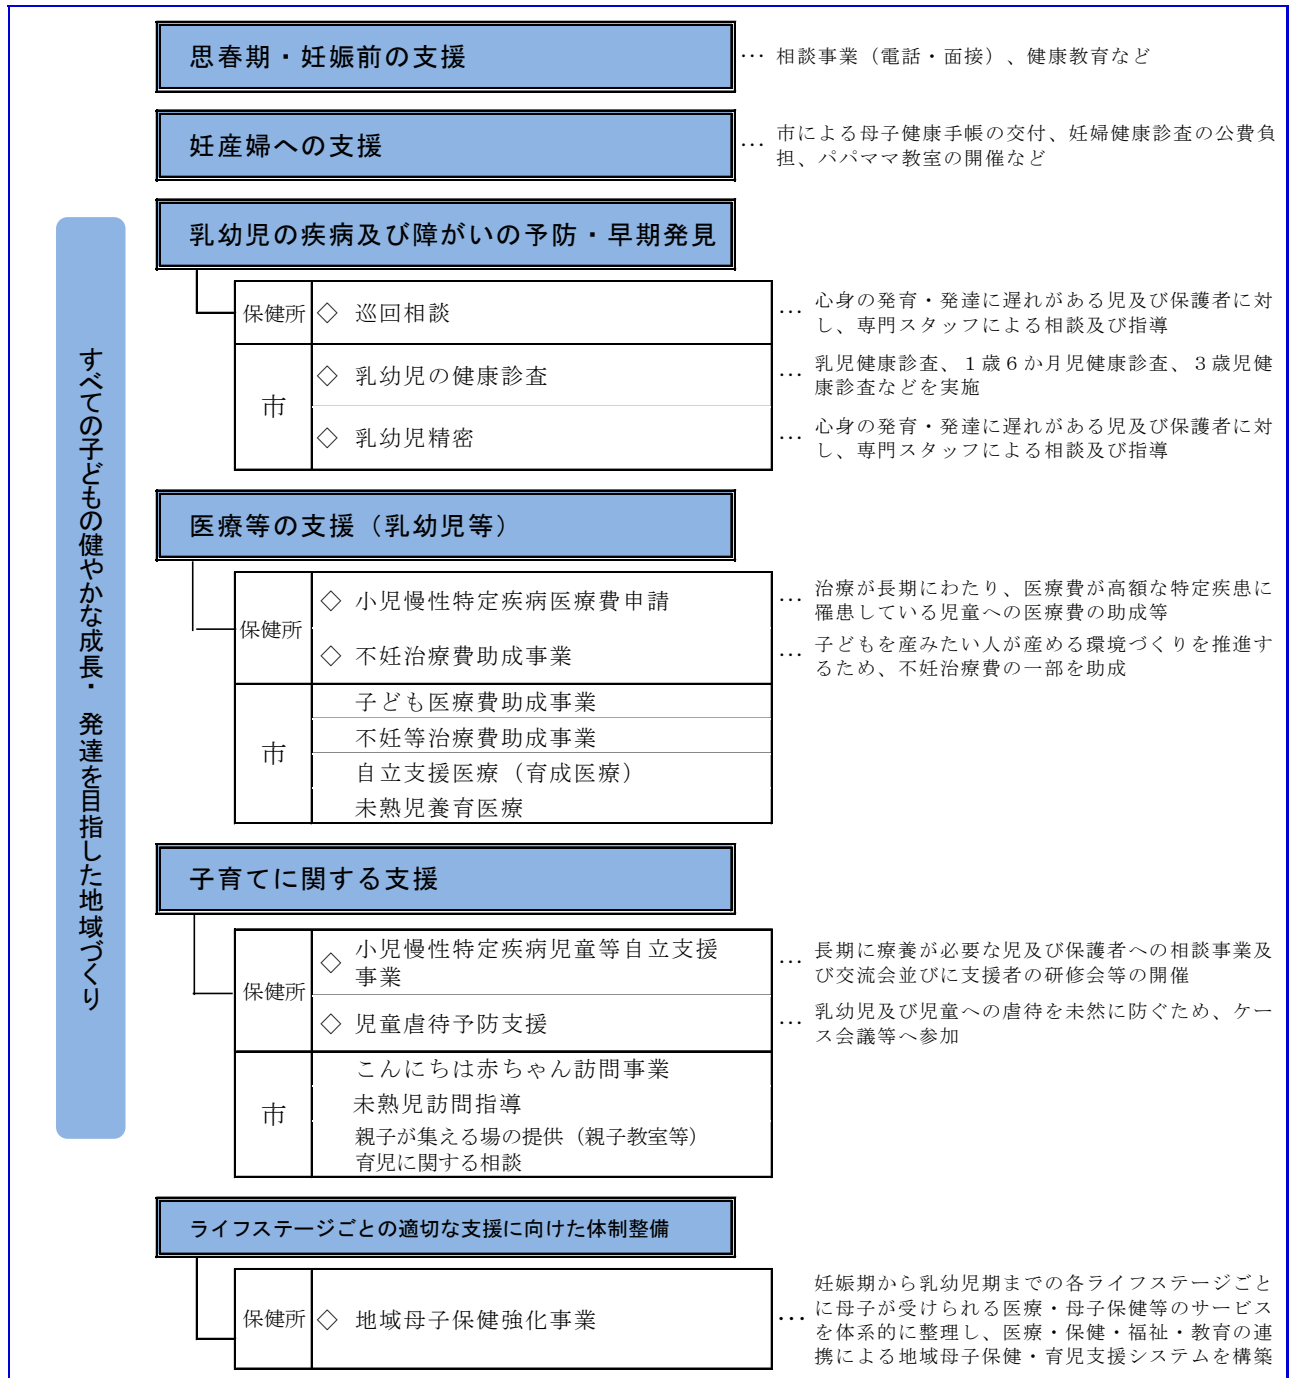 すべての子どもの健やかな成長・発達を目指した地域づくり
思春期・妊娠前の支援
… 相談事業（電話・面接）、健康教育など
妊産婦への支援
… 市による母子健康手帳の交付、妊婦健康診査の公費負
担、パパママ教室の開催など
乳幼児の疾病及び障がいの予防・早期発見
保健所
◇ 巡回相談
… 心身の発育・発達に遅れがある児及び保護者に対
し、専門スタッフによる相談及び指導
市
◇ 乳幼児の健康診査
… 乳児健康診査、１歳６か月児健康診査、３歳児健
康診査などを実施
◇ 乳幼児精密
… 心身の発育・発達に遅れがある児及び保護者に対
し、専門スタッフによる相談及び指導
医療等の支援（乳幼児等）
保健所
◇ 小児慢性特定疾病医療費申請
… 治療が長期にわたり、医療費が高額な特定疾患に
罹患している児童への医療費の助成等
◇ 不妊治療費助成事業
… 子どもを産みたい人が産める環境づくりを推進す
るため、不妊治療費の一部を助成
市
子ども医療費助成事業
不妊等治療費助成事業
自立支援医療（育成医療）
未熟児養育医療
子育てに関する支援
保健所
◇ 小児慢性特定疾病児童等自立支援
事業
… 長期に療養が必要な児及び保護者への相談事業及
び交流会並びに支援者の研修会等の開催
◇ 児童虐待予防支援
… 乳幼児及び児童への虐待を未然に防ぐため、ケー
ス会議等へ参加
市
こんにちは赤ちゃん訪問事業
未熟児訪問指導
親子が集える場の提供（親子教室等）
育児に関する相談
ライフステージごとの適切な支援に向けた体制整備
保健所
◇ 地域母子保健強化事業
… 妊娠期から乳幼児期までの各ライフステージごと
に母子が受けられる医療・母子保健等のサービス
を体系的に整理し、医療・保健・福祉・教育の連
携による地域母子保健・育児支援システムを構築